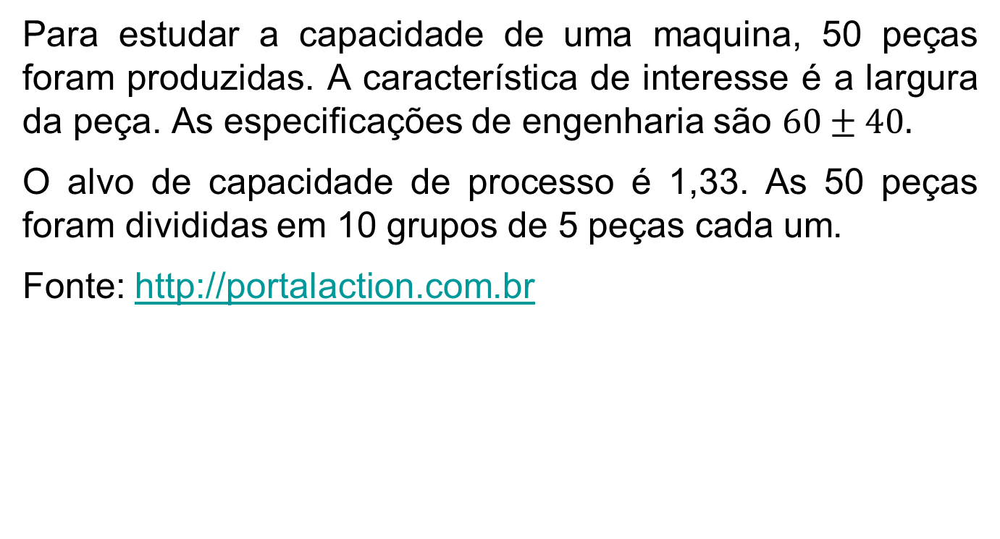 Para estudar a capacidade de uma maquina, 50 peças
foram produzidas. A característica de interesse é a largura
da peça. As especificações de engenharia são 60 ± 40.
O alvo de capacidade de processo é 1,33. As 50 peças
foram divididas em 10 grupos de 5 peças cada um.
Fonte: http://portalaction.com.br